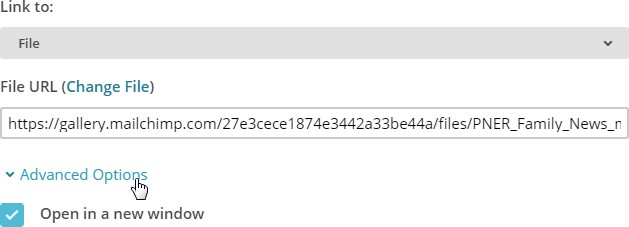 Link to:
File
File URL (Change File)
https://gallery.mailchimp.com/27e3cece1874e3442a33be44a/files/PNER_Family_News_
Advanced Options
Open in a new window